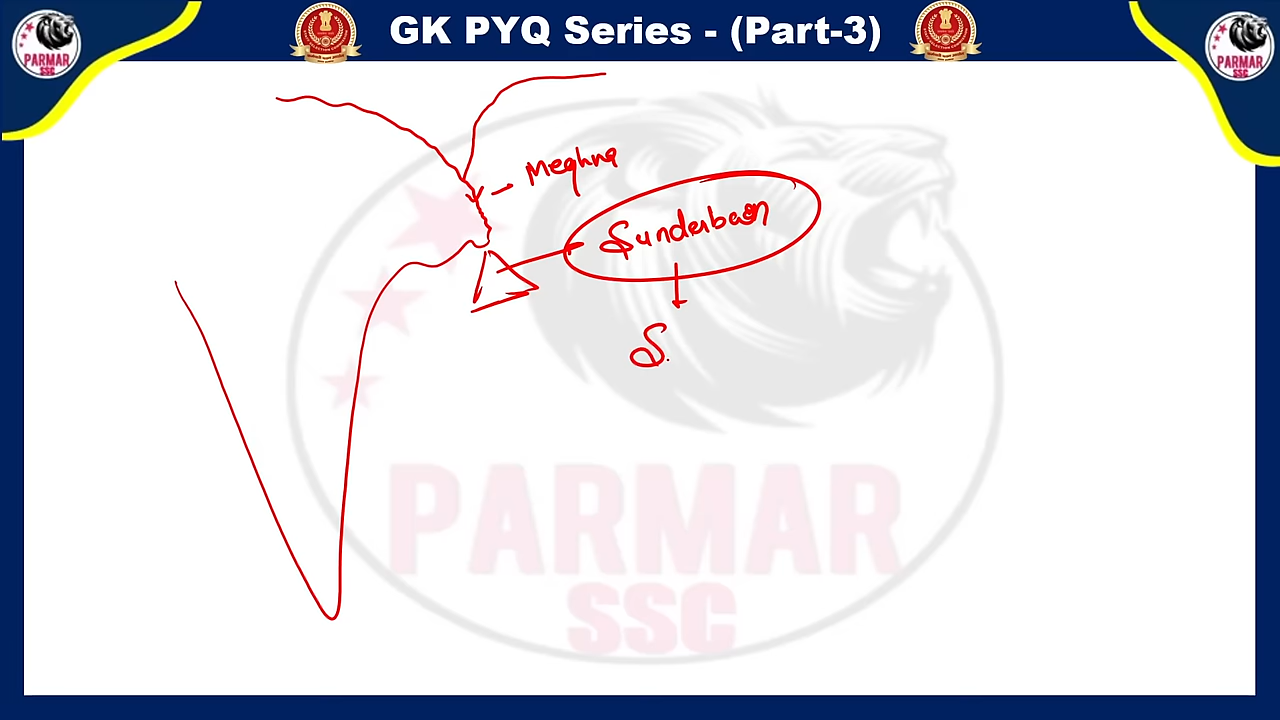 GK PYQ Series - (Part-3)
PARMAR
SSC
PARMAR
SSC
Meghna
Sunderban
S.
PARMAR
SSC